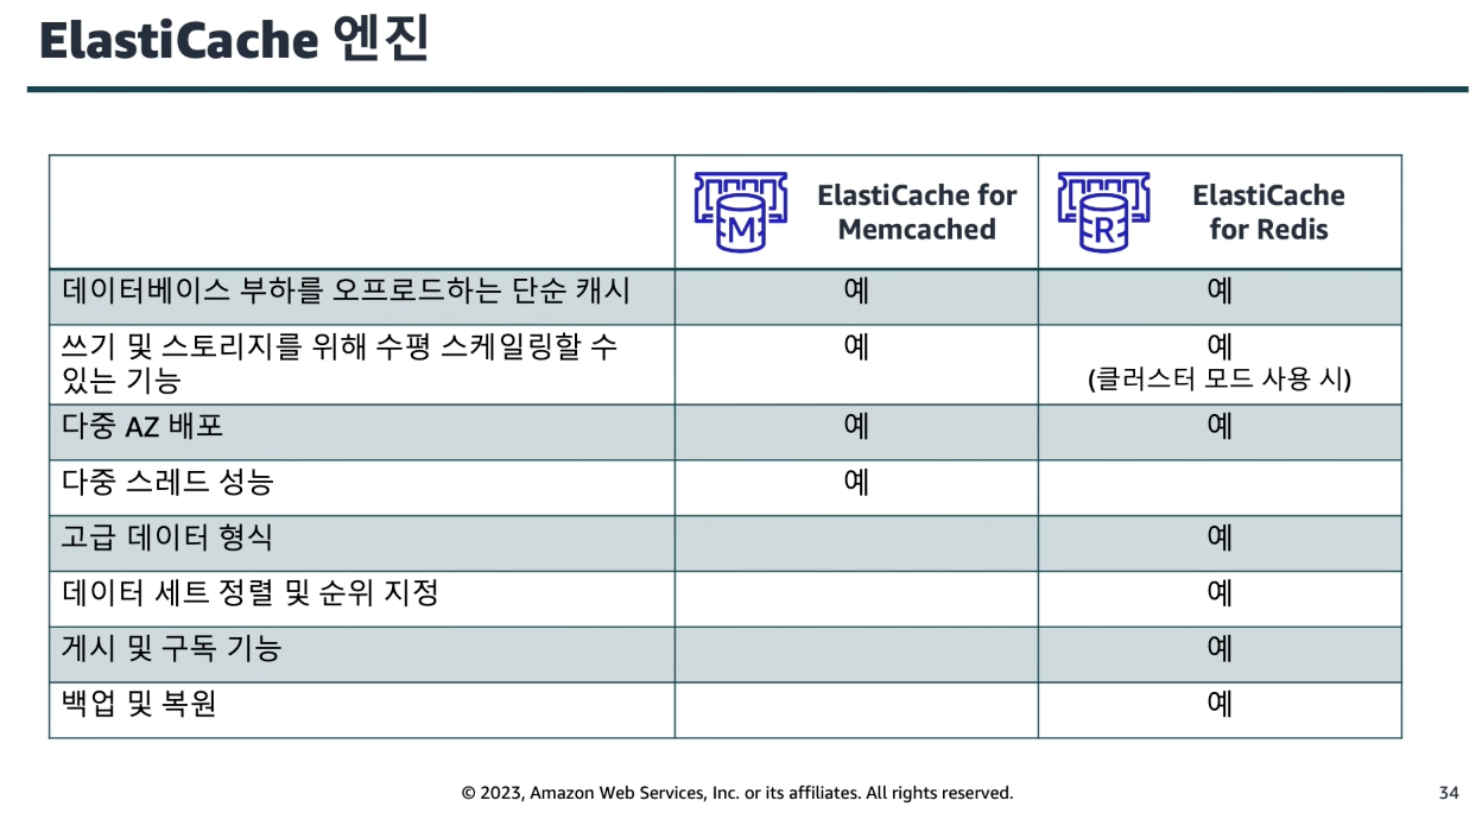 ElastiCache 엔진
ElastiCache for
Memcached
ElastiCache
for Redis
M
R
데이터베이스 부하를 오프로드하는 단순 캐시
예
예
쓰기 및 스토리지를 위해 수평 스케일링할 수
있는 기능
예
예
(클러스터 모드 사용 시)
다중 AZ 배포
예
예
다중 스레드 성능
예
고급 데이터 형식
예
데이터 세트 정렬 및 순위 지정
예
게시 및 구독 기능
예
백업 및 복원
예
© 2023, Amazon Web Services, Inc. or its affiliates. All rights reserved.
34